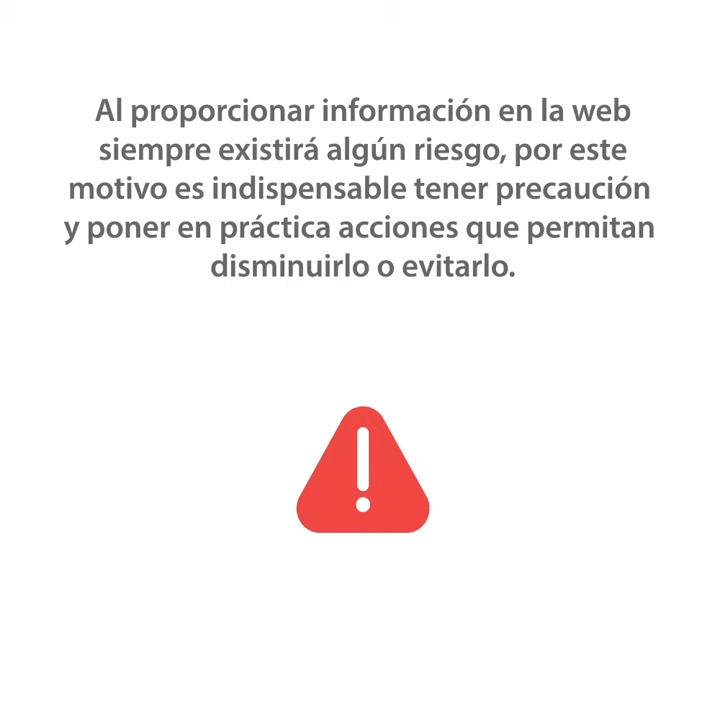 Al proporcionar información en la web
siempre existirá algún riesgo, por este
motivo es indispensable tener precaución
y poner en práctica acciones que permitan
disminuirlo o evitarlo.